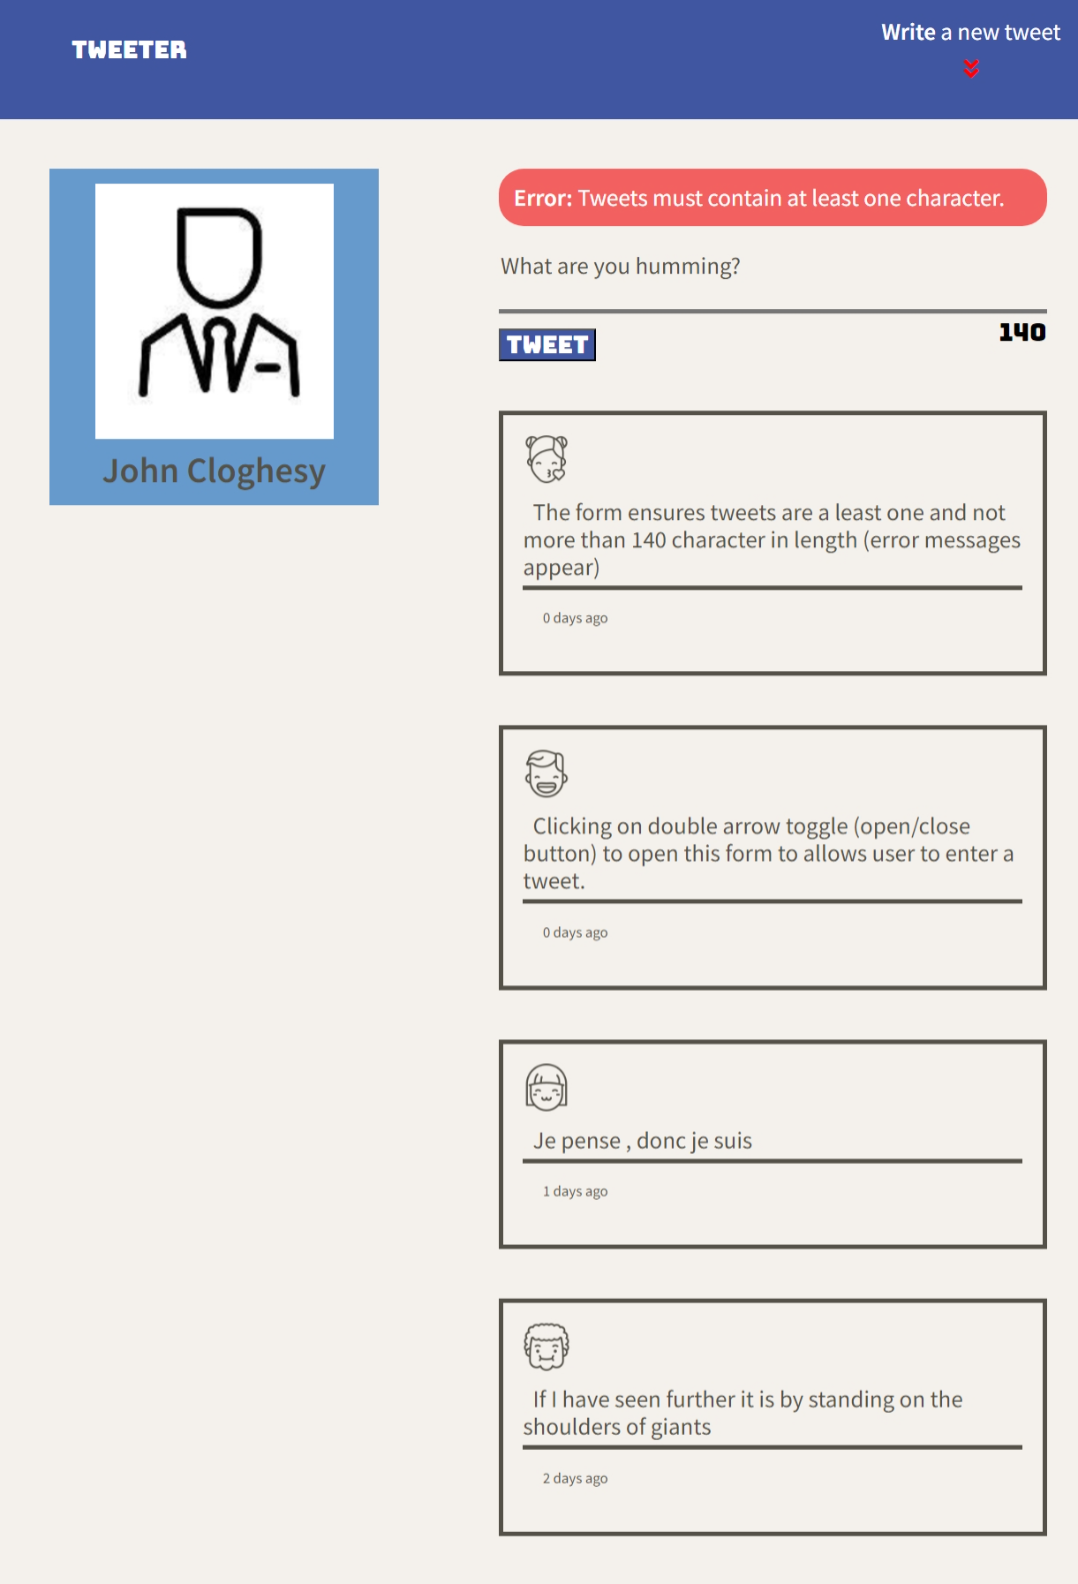 TWEETER
Write a new tweet
John Cloghesy
Error: Tweets must contain at least one character.
What are you humming?
TWEET
140
The form ensures tweets are a least one and not
more than 140 character in length (error messages
appear)
0 days ago
Clicking on double arrow toggle (open/close
button) to open this form to allows user to enter a
tweet.
0 days ago
Je pense , donc je suis
1 days ago
If I have seen further it is by standing on the
shoulders of giants
2 days ago